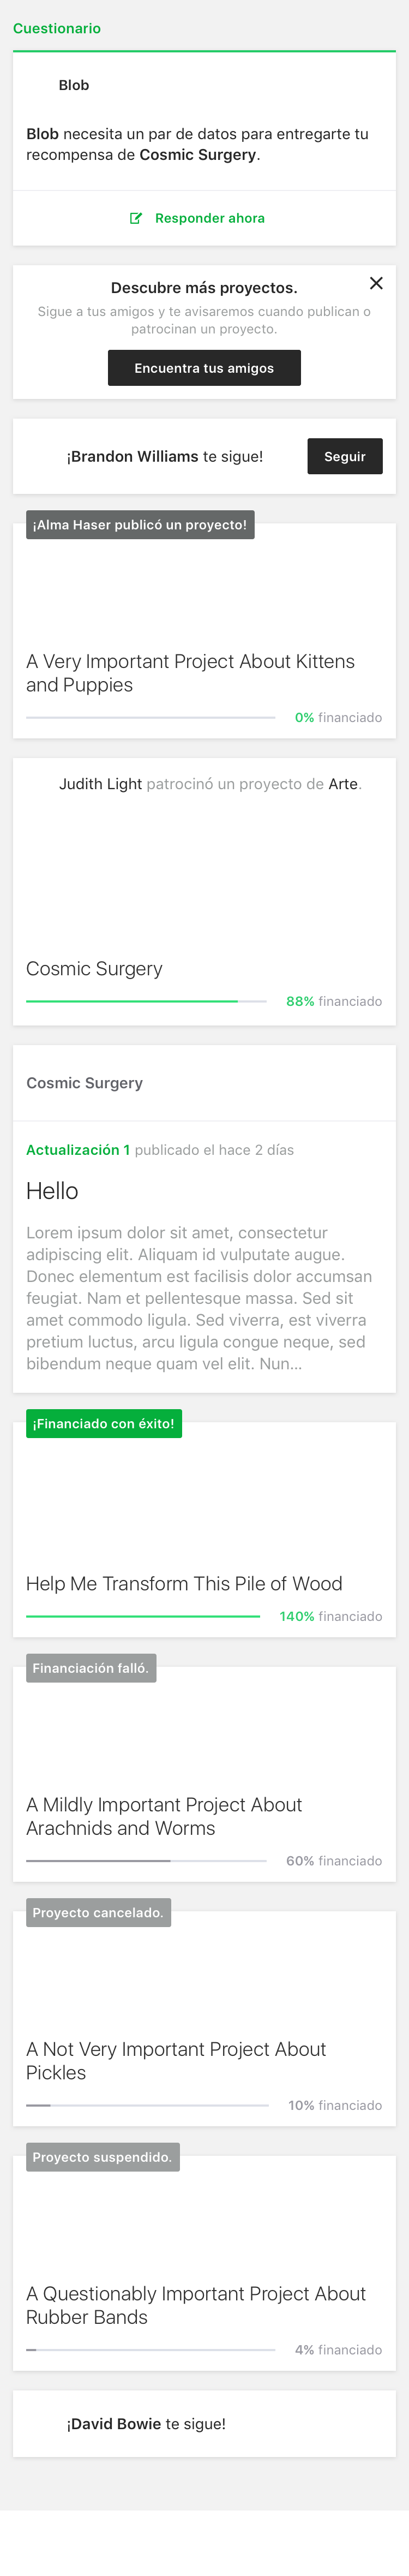 Cuestionario
Blob
Blob necesita un par de datos para entregarte tu
recompensa de Cosmic Surgery.
Responder ahora
Descubre más proyectos.
Sigue a tus amigos y te avisaremos cuando publican o
patrocinan un proyecto.
Encuentra tus amigos
¡Brandon Williams te sigue!
Seguir
¡Alma Haser publicó un proyecto!
A Very Important Project About Kittens
and Puppies
0% financiado
Judith Light patrocinó un proyecto de Arte.
Cosmic Surgery
88% financiado
Cosmic Surgery
Actualización 1 publicado el hace 2 días
Hello
Lorem ipsum dolor sit amet, consectetur
adipiscing elit. Aliquam id vulputate augue.
Donec elementum est facilisis dolor accumsan
feugiat. Nam et pellentesque massa. Sed sit
amet commodo ligula. Sed viverra, est viverra
pretium luctus, arcu ligula congue neque, sed
bibendum neque quam vel elit. Nun...
¡Financiado con éxito!
Help Me Transform This Pile of Wood
140% financiado
Financiación falló.
A Mildly Important Project About
Arachnids and Worms
60% financiado
Proyecto cancelado.
A Not Very Important Project About
Pickles
10% financiado
Proyecto suspendido.
A Questionably Important Project About
Rubber Bands
4% financiado
¡David Bowie te sigue!